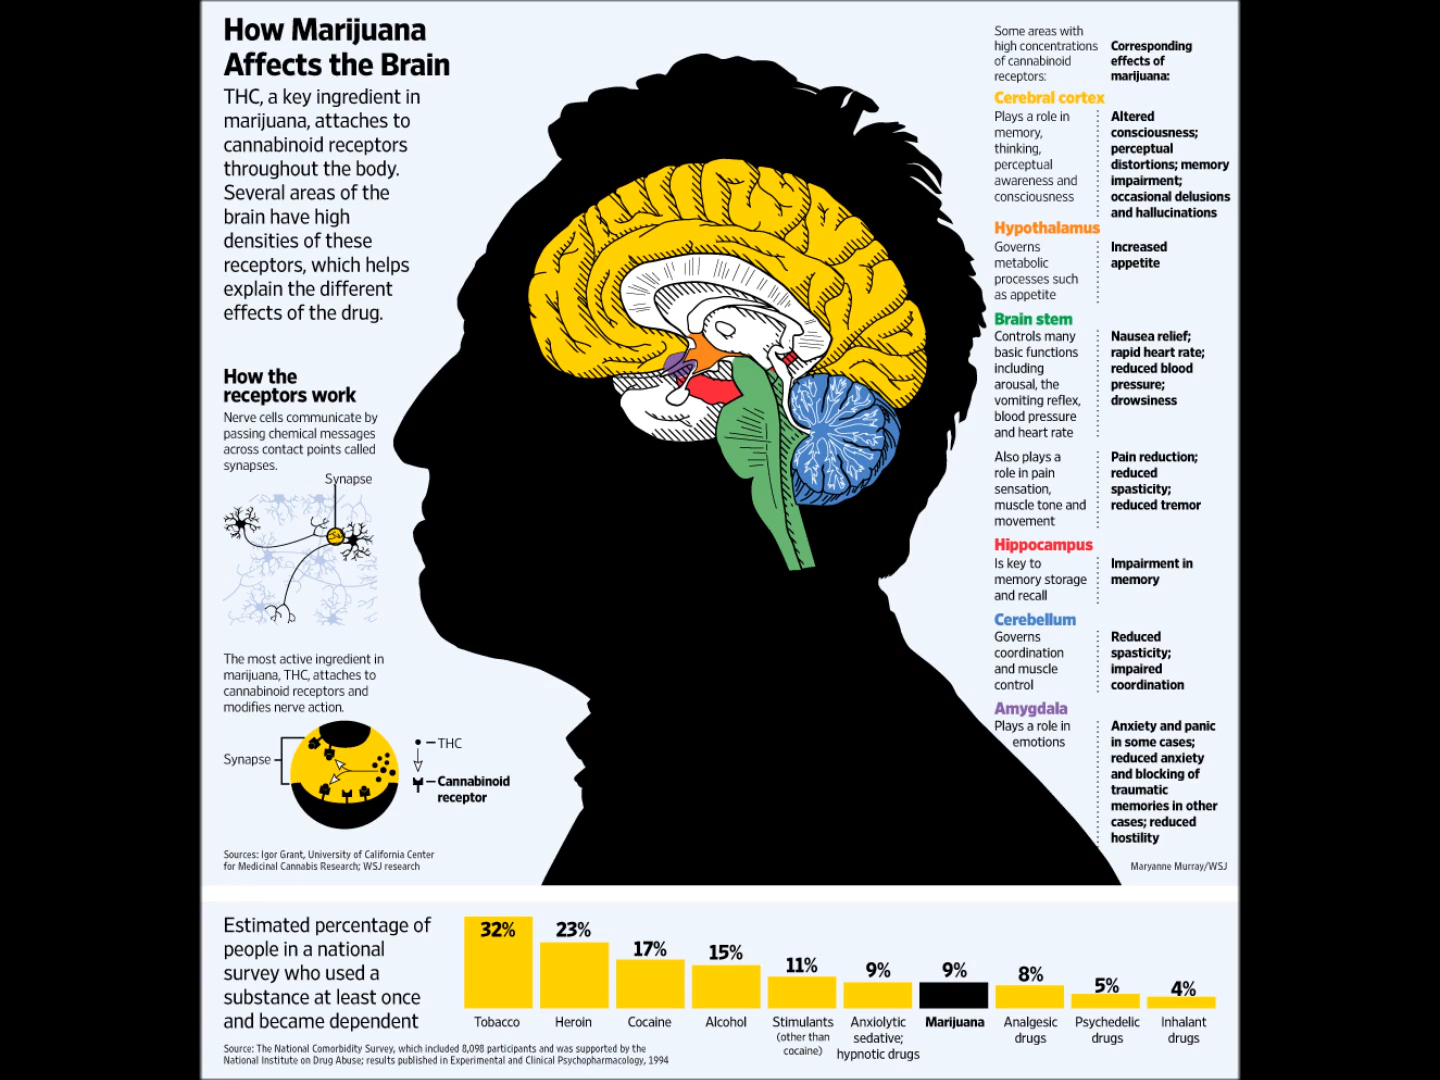 How Marijuana
Affects the Brain
THC, a key ingredient in
marijuana, attaches to
cannabinoid receptors
throughout the body.
Several areas of the
brain have high
densities of these
receptors, which helps
explain the different
effects of the drug.
How the
receptors work
Nerve cells communicate by
passing chemical messages
across contact points called
synapses.
Synapse
The most active ingredient in
marijuana, THC, attaches to
cannabinoid receptors and
modifies nerve action.
Synapse
THC
Cannabinoid
receptor
Sources: Igor Grant, University of California Center
for Medicinal Cannabis Research; WSJ research
Some areas with
high concentrations
of cannabinoid
receptors:
Corresponding
effects of
marijuana:
Cerebral cortex
Plays a role in
memory,
thinking,
perceptual
awareness and
consciousness
Altered
consciousness;
perceptual
distortions; memory
impairment;
occasional delusions
and hallucinations
Hypothalamus
Governs
metabolic
processes such
as appetite
Increased
appetite
Brain stem
Controls many
basic functions
including
arousal, the
vomiting reflex,
blood pressure
and heart rate
Nausea relief;
rapid heart rate;
reduced blood
pressure;
drowsiness
Also plays a
role in pain
sensation,
muscle tone and
movement
Pain reduction;
reduced
spasticity;
reduced tremor
Hippocampus
Is key to
memory storage
and recall
Impairment in
memory
Cerebellum
Governs
coordination
and muscle
control
Reduced
spasticity;
impaired
coordination
Amygdala
Plays a role in
emotions
Anxiety and panic
in some cases;
reduced anxiety
and blocking of
traumatic
memories in other
cases; reduced
hostility
Maryanne Murray/WSJ
Estimated percentage of
people in a national
survey who used a
substance at least once
and became dependent
32% 23% 17% 15% 11% 9% 9% 8% 5% 4%
Tobacco Heroin Cocaine Alcohol Stimulants Anxiolytic Marijuana Analgesic Psychedelic Inhalant
(other than sedative; drugs drugs drugs
cocaine) hypnotic drugs
Source: The National Comorbidity Survey, which included 8,098 participants and was supported by the
National Institute on Drug Abuse; results published in Experimental and Clinical Psychopharmacology, 1994